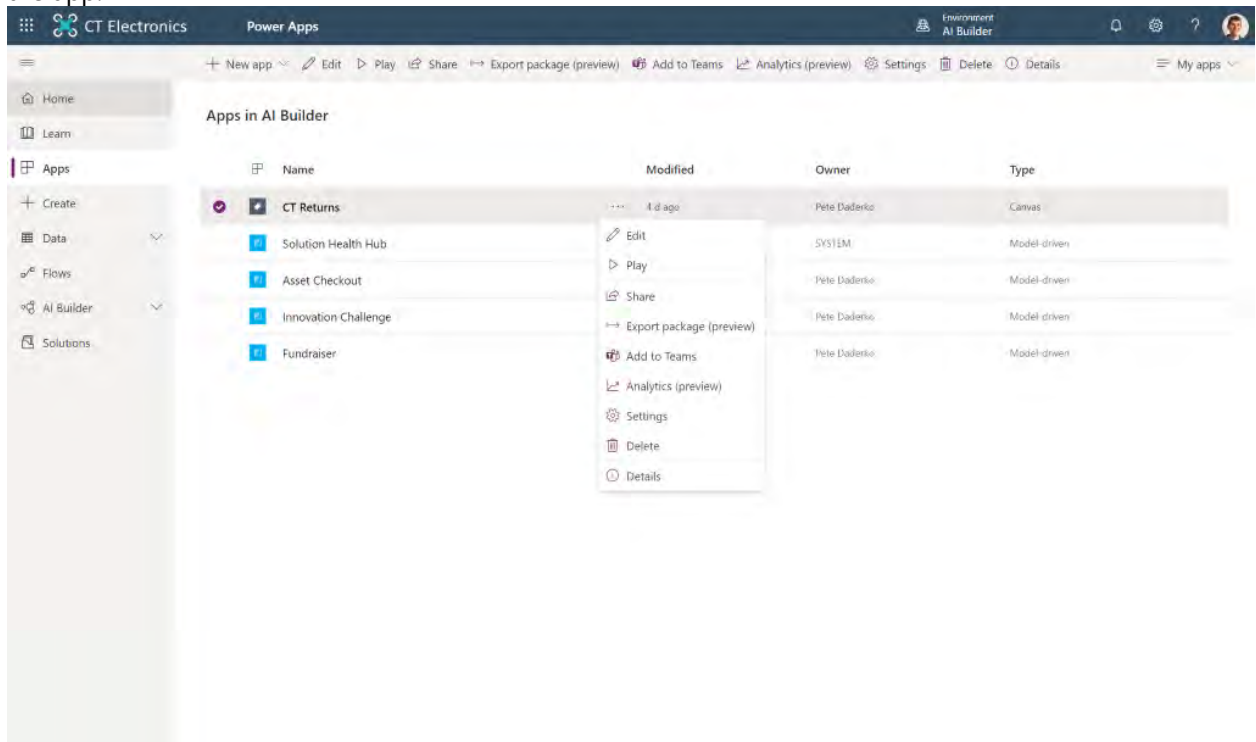 the app.
CT Electronics Power Apps Environment
AI Builder ?
New app Edit Play Share Export package (preview) Add to Teams Analytics (preview) Settings Delete Details My apps
Home
Learn
Apps
Create
Data
Flows
AI Builder
Solutions
Apps in AI Builder
Name Modified Owner Type
CT Returns ··· 4 d ago Pete Daderko Canvas
Solution Health Hub SYSTEM Model-driven
Asset Checkout Pete Daderko Model-driven
Innovation Challenge Pete Daderko Model-driven
Fundraiser Pete Daderko Model-driven
Edit
Play
Share
Export package (preview)
Add to Teams
Analytics (preview)
Settings
Delete
Details